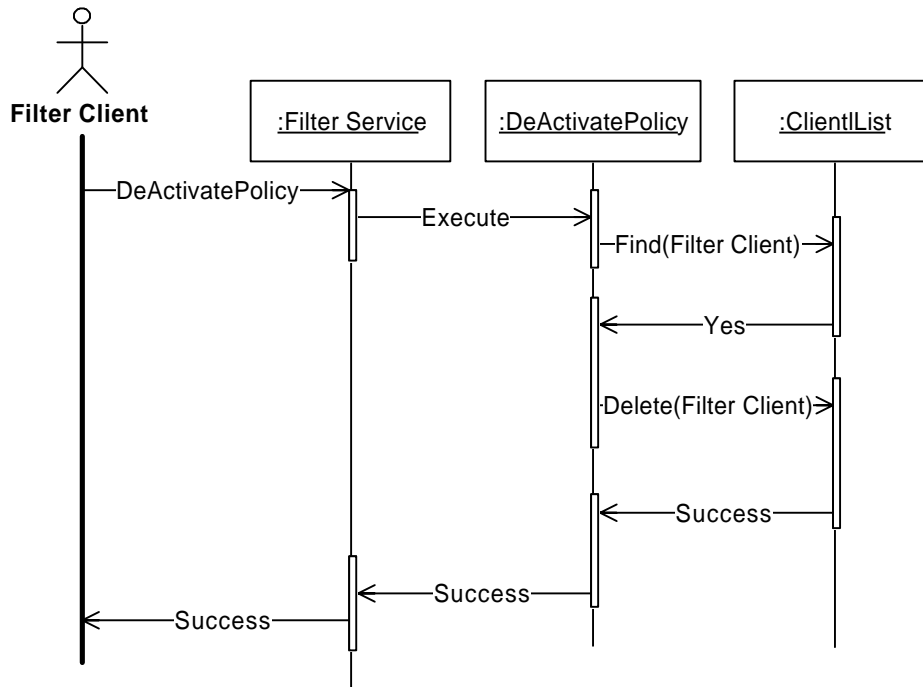 Filter Client
:Filter Service
:DeActivatePolicy
:ClientlList
DeActivatePolicy
Execute
Find(Filter Client)
Yes
Delete(Filter Client)
Success
Success
Success